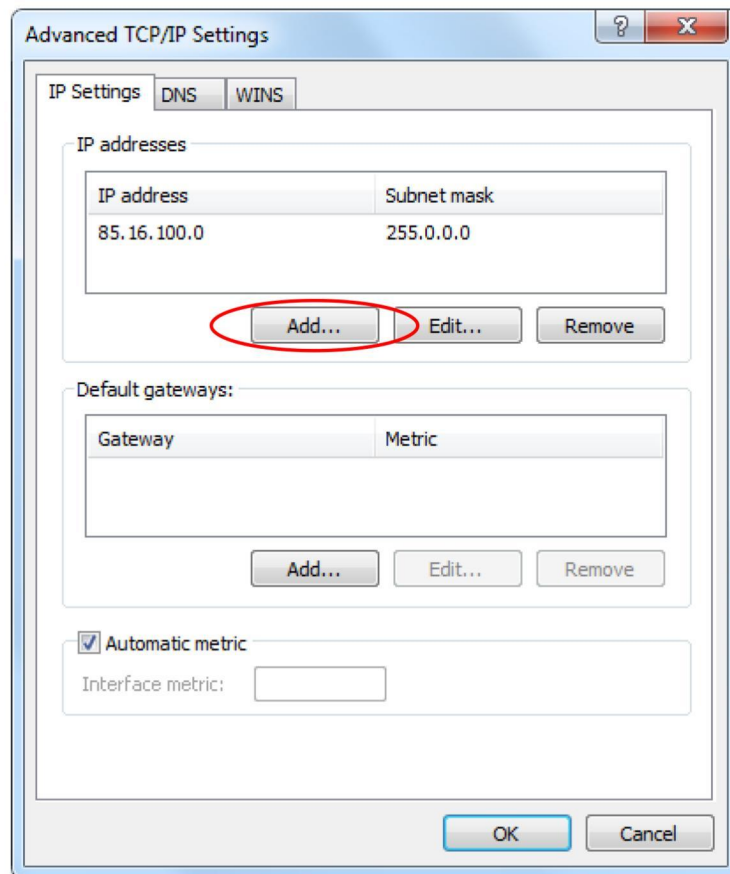 Advanced TCP/IP Settings
IP Settings DNS WINS
IP addresses
IP address Subnet mask
85.16.100.0 255.0.0.0
Add... Edit... Remove
Default gateways:
Gateway Metric
Add... Edit... Remove
Automatic metric
Interface metric:
OK Cancel